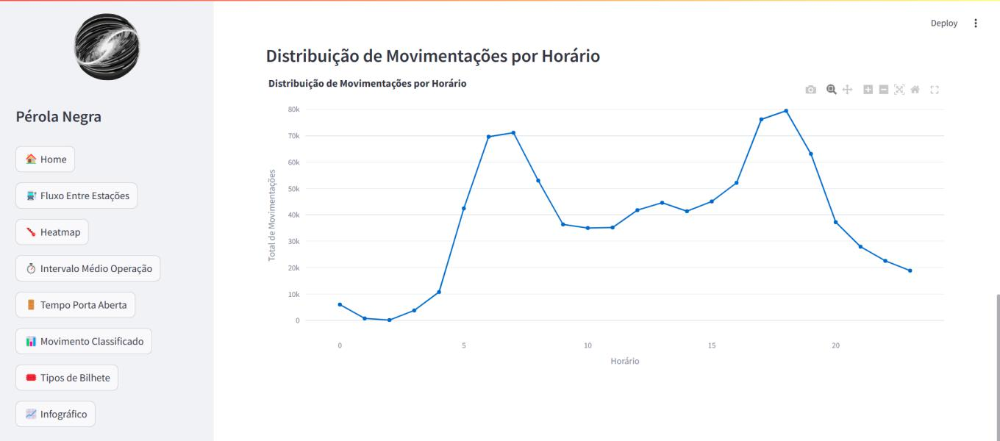 Deploy
Pérola Negra
Home
Fluxo Entre Estações
Heatmap
Intervalo Médio Operação
Tempo Porta Aberta
Movimento Classificado
Tipos de Bilhete
Infográfico
Distribuição de Movimentações por Horário
Distribuição de Movimentações por Horário
80k
70k
60k
50k
40k
30k
20k
10k
0
Total de Movimentações
0 5 10 15 20
Horário